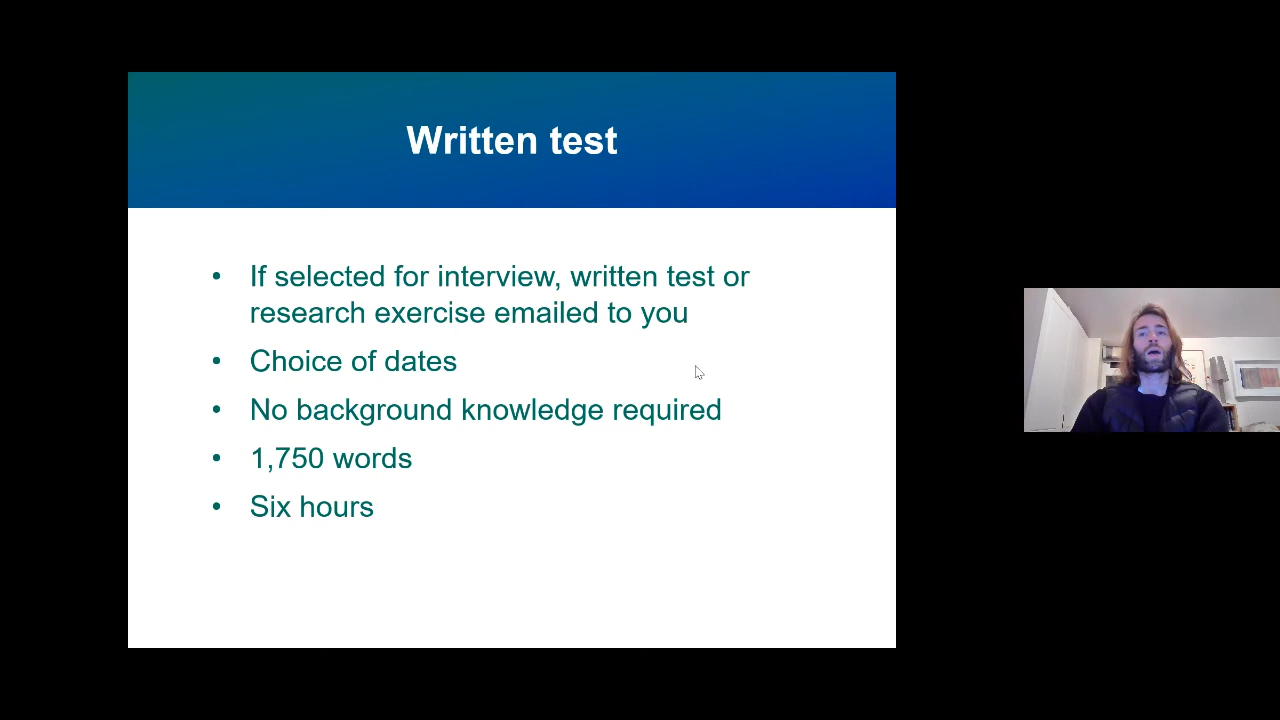 Written test
• If selected for interview, written test or
research exercise emailed to you
• Choice of dates
• No background knowledge required
• 1,750 words
• Six hours